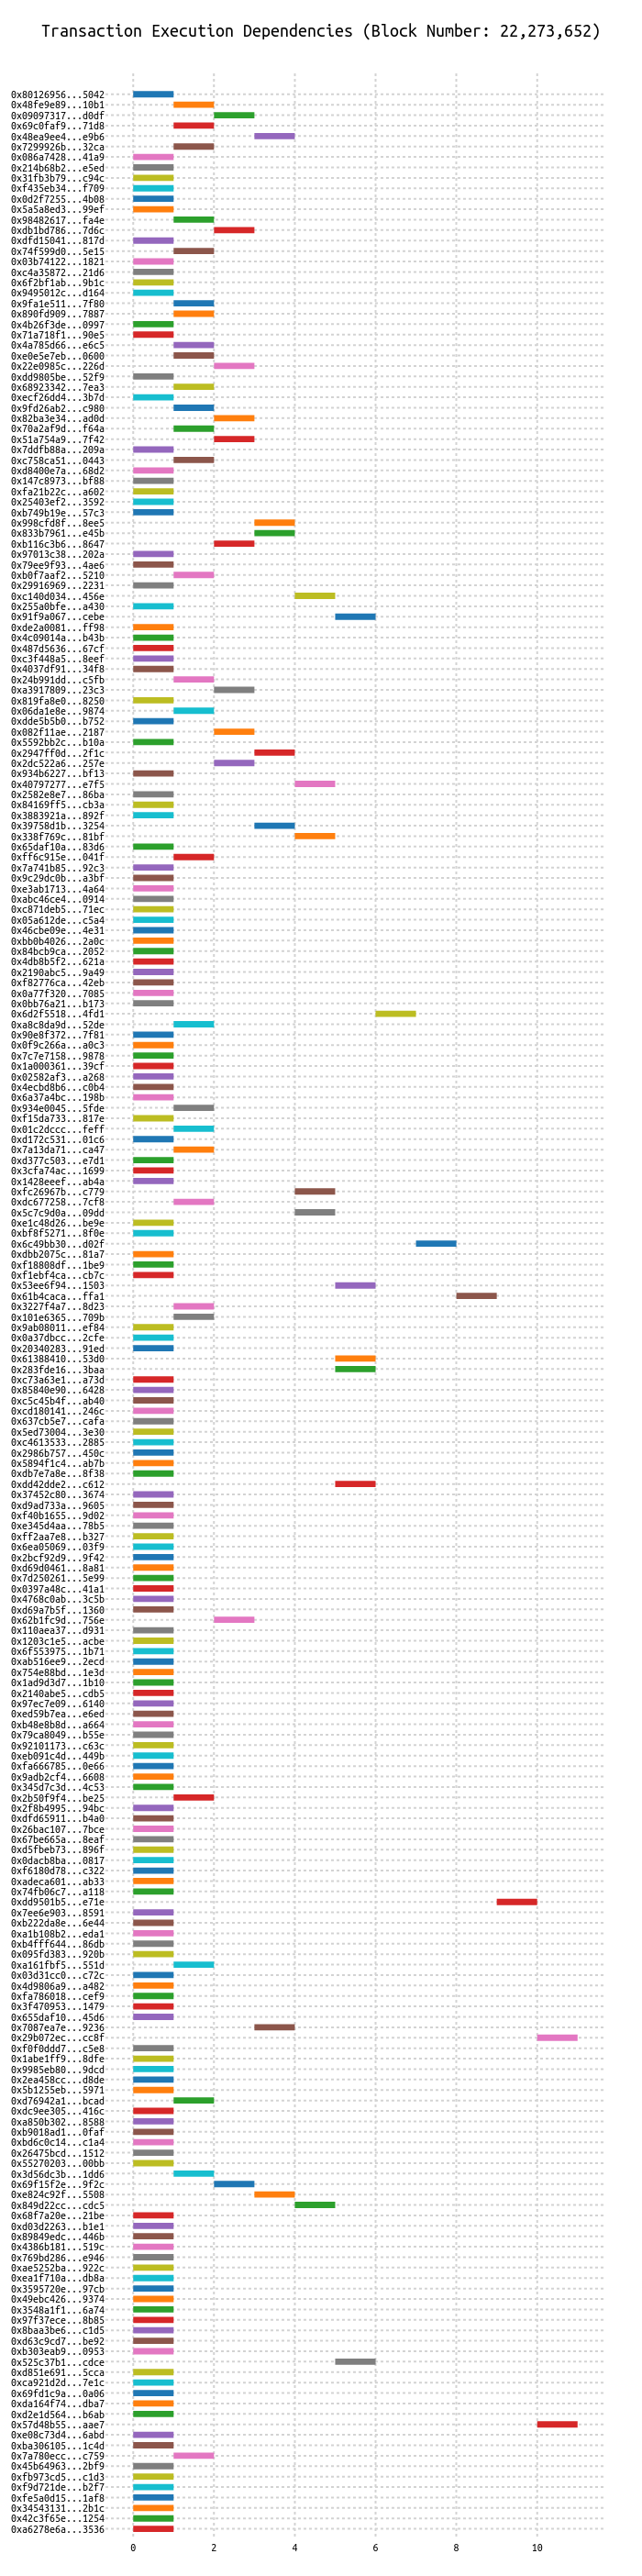 Transaction Execution Dependencies (Block Number: 22,273,652)
0x80126956...5042
0x48fe9e89...10b1
0x09097317...d0df
0x69c0faf9...71d8
0x48ea9ee4...e9b6
0x7299926b...32ca
0x086a7428...41a9
0x214b68b2...e5ed
0x31fb3b79...c94c
0xf435eb34...f709
0x0d2f7255...4b08
0x5a5a8ed3...99ef
0x98482617...fa4e
0xdb1bd786...7d6c
0xdfd15041...817d
0x74f599d0...5e15
0x03b74122...1821
0xc4a35872...21d6
0x6f2bf1ab...9b1c
0x9495012c...d164
0x9fa1e511...7f80
0x890fd909...7887
0x4b26f3de...0997
0x71a718f1...90e5
0x4a785d66...e6c5
0xe0e5e7eb...0600
0x22e0985c...226d
0xdd9805be...52f9
0x68923342...7ea3
0xecf26dd4...3b7d
0x9fd26ab2...c980
0x82ba3e34...ad0d
0x70a2af9d...f64a
0x51a754a9...7f42
0x7ddfb88a...209a
0xc758ca51...0443
0xd8400e7a...68d2
0x147c8973...bf88
0xfa21b22c...a602
0x25403ef2...3592
0xb749b19e...57c3
0x998cfd8f...8ee5
0x833b7961...e45b
0xb116c3b6...8647
0x97013c38...202a
0x79ee9f93...4ae6
0xb0f7aaf2...5210
0x29916969...2231
0xc140d034...456e
0x255a0bfe...a430
0x91f9a067...cebe
0xde2a0081...ff98
0x4c09014a...b43b
0x487d5636...67cf
0xc3f448a5...8eef
0x4037df91...34f8
0x24b991dd...c5fb
0xa3917809...23c3
0x819fa8e0...8250
0x06da1e8e...9874
0xdde5b5b0...b752
0x082f11ae...2187
0x5592bb2c...b10a
0x2947ff0d...2f1c
0x2dc522a6...257e
0x934b6227...bf13
0x40797277...e7f5
0x2582e8e7...86ba
0x84169ff5...cb3a
0x3883921a...892f
0x39758d1b...3254
0x338f769c...81bf
0x65daf10a...83d6
0xff6c915e...041f
0x7a741b85...92c3
0x9c29dc0b...a3bf
0xe3ab1713...4a64
0xabc46ce4...0914
0xc871deb5...71ec
0x05a612de...c5a4
0x46cbe09e...4e31
0xbb0b4026...2a0c
0x84bcb9ca...2052
0x4db8b5f2...621a
0x2190abc5...9a49
0xf82776ca...42eb
0x0a77f320...7085
0x0bb76a21...b173
0x6d2f5518...4fd1
0xa8c8da9d...52de
0x90e8f372...7f81
0x0f9c266a...a0c3
0x7c7e7158...9878
0x1a000361...39cf
0x02582af3...a268
0x4ecbd8b6...c0b4
0x6a37a4bc...198b
0x934e0045...5fde
0xf15da733...817e
0x01c2dccc...feff
0xd172c531...01c6
0x7a13da71...ca47
0xd377c503...e7d1
0x3cfa74ac...1699
0x1428eeef...ab4a
0xfc26967b...c779
0xdc677258...7cf8
0x5c7c9d0a...09dd
0xe1c48d26...be9e
0xbf8f5271...8f0e
0x6c49bb30...d02f
0xdbb2075c...81a7
0xf18808df...1be9
0xf1ebf4ca...cb7c
0x53ee6f94...1503
0x61b4caca...ffa1
0x3227f4a7...8d23
0x101e6365...709b
0x9ab08011...ef84
0x0a37dbcc...2cfe
0x20340283...91ed
0x61388410...53d0
0x283fde16...3baa
0xc73a63e1...a73d
0x85840e90...6428
0xc5c45b4f...ab40
0xcd180141...246c
0x637cb5e7...cafa
0x5ed73004...3e30
0xc4613533...2885
0x2986b757...450c
0x5894f1c4...ab7b
0xdb7e7a8e...8f38
0xdd42dde2...c612
0x37452c80...3674
0xd9ad733a...9605
0xf40b1655...9d02
0xe345d4aa...78b5
0xff2aa7e8...b327
0x6ea05069...03f9
0x2bcf92d9...9f42
0xd69d0461...8a81
0x7d250261...5e99
0x0397a48c...41a1
0x4768c0ab...3c5b
0xd69a7b5f...1360
0x62b1fc9d...756e
0x110aea37...d931
0x1203c1e5...acbe
0x6f553975...1b71
0xab516ee9...2ecd
0x754e88bd...1e3d
0x1ad9d3d7...1b10
0x2140abe5...cdb5
0x97ec7e09...6140
0xed59b7ea...e6ed
0xb48e8b8d...a664
0x79ca8049...b55e
0x92101173...c63c
0xeb091c4d...449b
0xfa666785...0e66
0x9adb2cf4...6608
0x345d7c3d...4c53
0x2b50f9f4...be25
0x2f8b4995...94bc
0xdfd65911...b4a0
0x26bac107...7bce
0x67be665a...8eaf
0xd5fbeb73...896f
0x0dacb8ba...0817
0xf6180d78...c322
0xadeca601...ab33
0x74fb06c7...a118
0xdd9501b5...e71e
0x7ee6e903...8591
0xb222da8e...6e44
0xa1b108b2...eda1
0xb4fff644...86db
0x095fd383...920b
0xa161fbf5...551d
0x03d31cc0...c72c
0x4d9806a9...a482
0xfa786018...cef9
0x3f470953...1479
0x655daf10...45d6
0x7087ea7e...9236
0x29b072ec...cc8f
0xf0f0ddd7...c5e8
0x1abe1ff9...8dfe
0x9985eb80...9dcd
0x2ea458cc...d8de
0x5b1255eb...5971
0xd76942a1...bcad
0xdc9ee305...416c
0xa850b302...8588
0xb9018ad1...0faf
0xbd6c0c14...c1a4
0x26475bcd...1512
0x55270203...00bb
0x3d56dc3b...1dd6
0x69f15f2e...9f2c
0xe824c92f...5508
0x849d22cc...cdc5
0x68f7a20e...21be
0xd03d2263...b1e1
0x89849edc...446b
0x4386b181...519c
0x769bd286...e946
0xae5252ba...922c
0xea1f710a...db8a
0x3595720e...97cb
0x49ebc426...9374
0x3548a1f1...6a74
0x97f37ece...8b85
0x8baa3be6...c1d5
0xd63c9cd7...be92
0xb303eab9...0953
0x525c37b1...cdce
0xd851e691...5cca
0xca921d2d...7e1c
0x69fd1c9a...0a06
0xda164f74...dba7
0xd2e1d564...b6ab
0x57d48b55...aae7
0xe08c73d4...6abd
0xba306105...1c4d
0x7a780ecc...c759
0x45b64963...2bf9
0xfb973cd5...c1d3
0xf9d721de...b2f7
0xfe5a0d15...1af8
0x34543131...2b1c
0x42c3f65e...1254
0xa6278e6a...3536
0 2 4 6 8 10